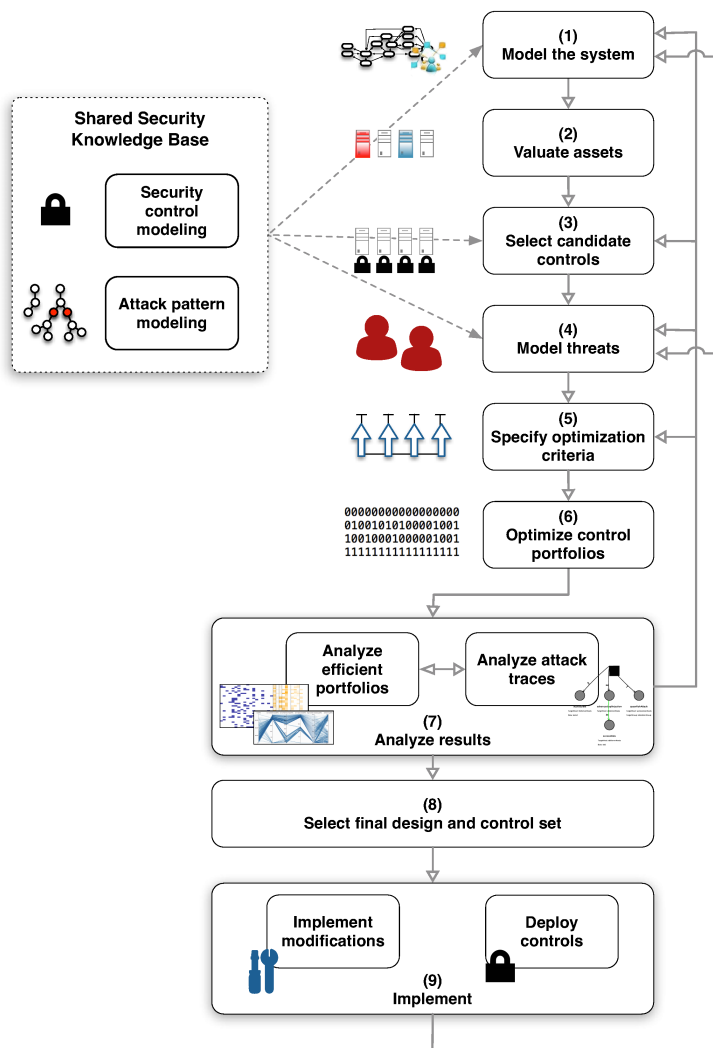 (1)
Model the system
Shared Security
Knowledge Base
(2)
Valuate assets
Security
control
modeling
(3)
Select candidate
controls
Attack pattern
modeling
(4)
Model threats
(5)
Specify optimization
criteria
(6)
Optimize control
portfolios
00000000000000000
01001010100001001
10010001000001001
11111111111111111
Analyze
efficient
portfolios
Analyze attack
traces
(7)
Analyze results
(8)
Select final design and control set
Implement
modifications
Deploy
controls
(9)
Implement